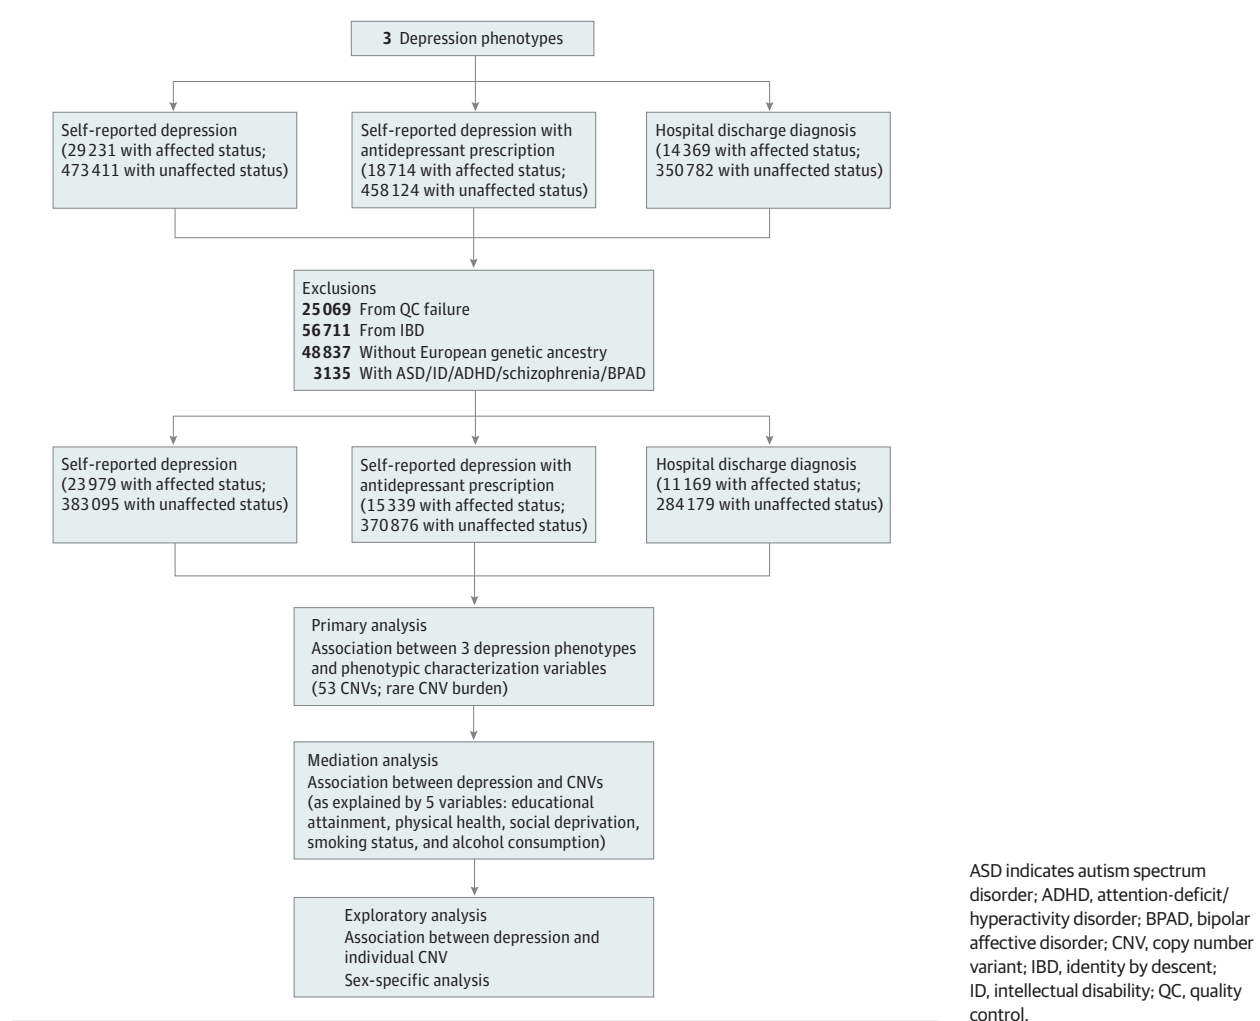 3 Depression phenotypes
Self-reported depression
(29 231 with affected status;
473 411 with unaffected status)
Self-reported depression with
antidepressant prescription
(18 714 with affected status;
458 124 with unaffected status)
Hospital discharge diagnosis
(14 369 with affected status;
350 782 with unaffected status)
Exclusions
25 069 From QC failure
56 711 From IBD
48 837 Without European genetic ancestry
3135 With ASD/ID/ADHD/schizophrenia/BPAD
Self-reported depression
(23 979 with affected status;
383 095 with unaffected status)
Self-reported depression with
antidepressant prescription
(15 339 with affected status;
370 876 with unaffected status)
Hospital discharge diagnosis
(11 169 with affected status;
284 179 with unaffected status)
Primary analysis
Association between 3 depression phenotypes
and phenotypic characterization variables
(53 CNVs; rare CNV burden)
Mediation analysis
Association between depression and CNVs
(as explained by 5 variables: educational
attainment, physical health, social deprivation,
smoking status, and alcohol consumption)
Exploratory analysis
Association between depression and
individual CNV
Sex-specific analysis
ASD indicates autism spectrum
disorder; ADHD, attention-deficit/
hyperactivity disorder; BPAD, bipolar
affective disorder; CNV, copy number
variant; IBD, identity by descent;
ID, intellectual disability; QC, quality
control.